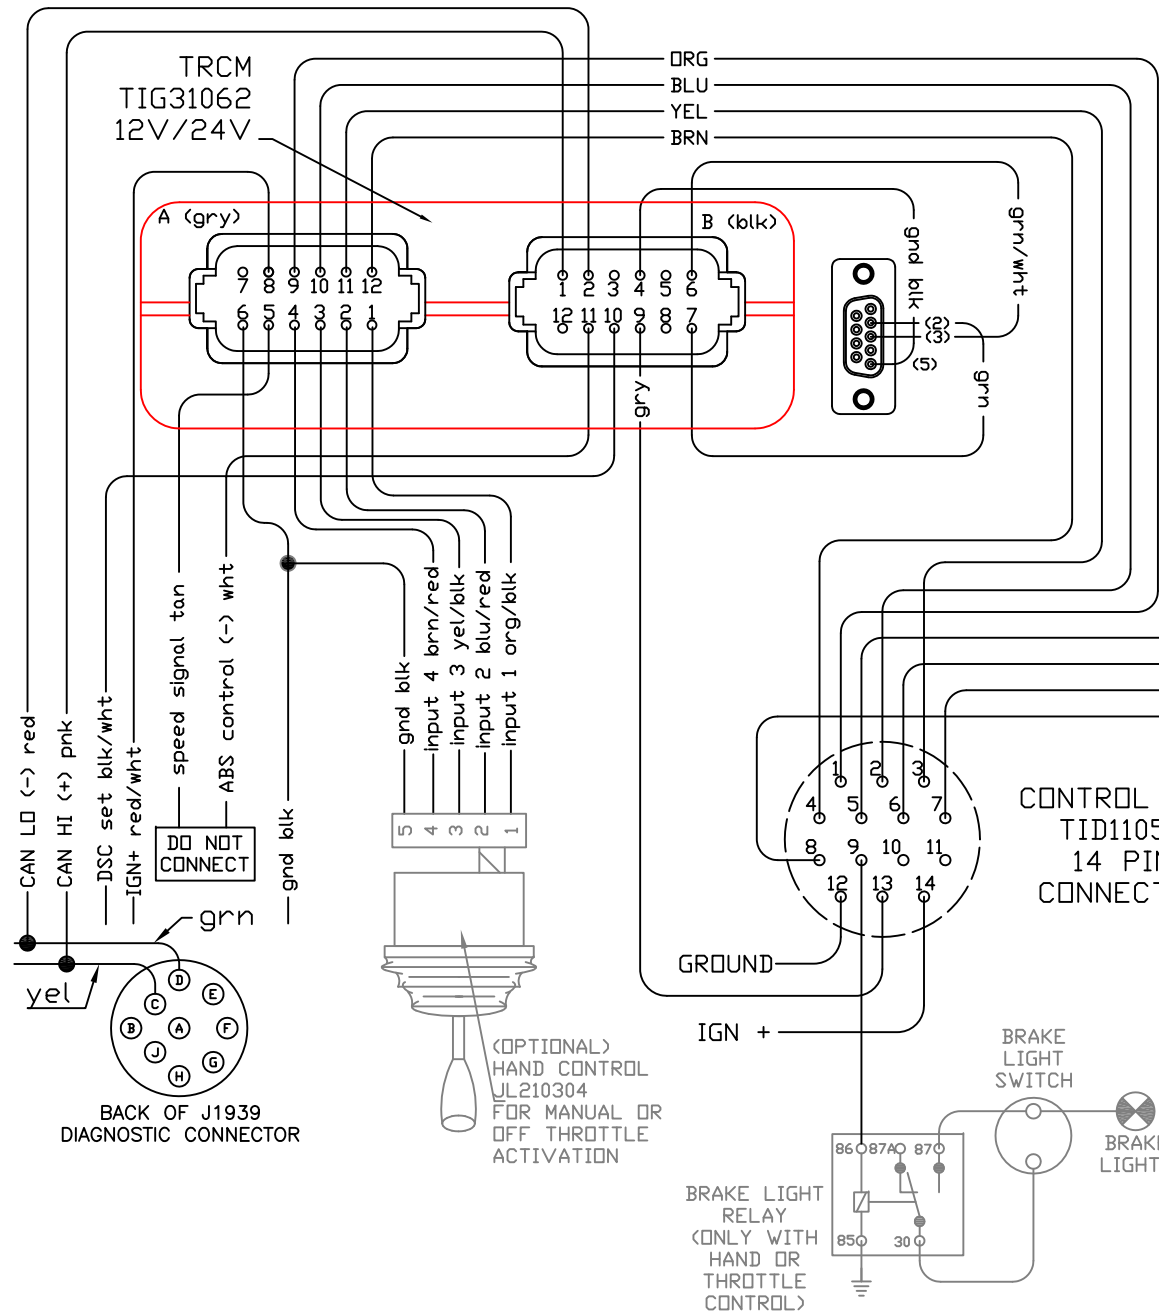 TRCM
TIG31062
12V/24V
ORG
BLU
YEL
BRN
A (gry)
B (blk)
7 8 9 10 11 12
6 5 4 3 2 1
1 2 3 4 5 6
12 11 10 9 8 7
gnd blk
grn/wht
(2)
(3)
(5)
grn
gry
CAN LO (-) red
CAN HI (+) pnk
DSC set blk/wht
IGN+ red/wht
speed signal tan
ABS control (-) wht
gnd blk
gnd blk
input 4 brn/red
input 3 yel/blk
input 2 blu/red
input 1 org/blk
DO NOT
CONNECT
5 4 3 2 1
1 2 3
4 5 6 7
8 9 10 11
12 13 14
CONTROL
TID1105
14 PIN
CONNECT
GROUND
IGN +
grn
yel
D
E
C
B A F
J
G
H
BACK OF J1939
DIAGNOSTIC CONNECTOR
(OPTIONAL)
HAND CONTROL
JL210304
FOR MANUAL OR
OFF THROTTLE
ACTIVATION
BRAKE
LIGHT
SWITCH
BRAKE
LIGHT
86 87A 87
85 30
BRAKE LIGHT
RELAY
(ONLY WITH
HAND OR
THROTTLE
CONTROL)